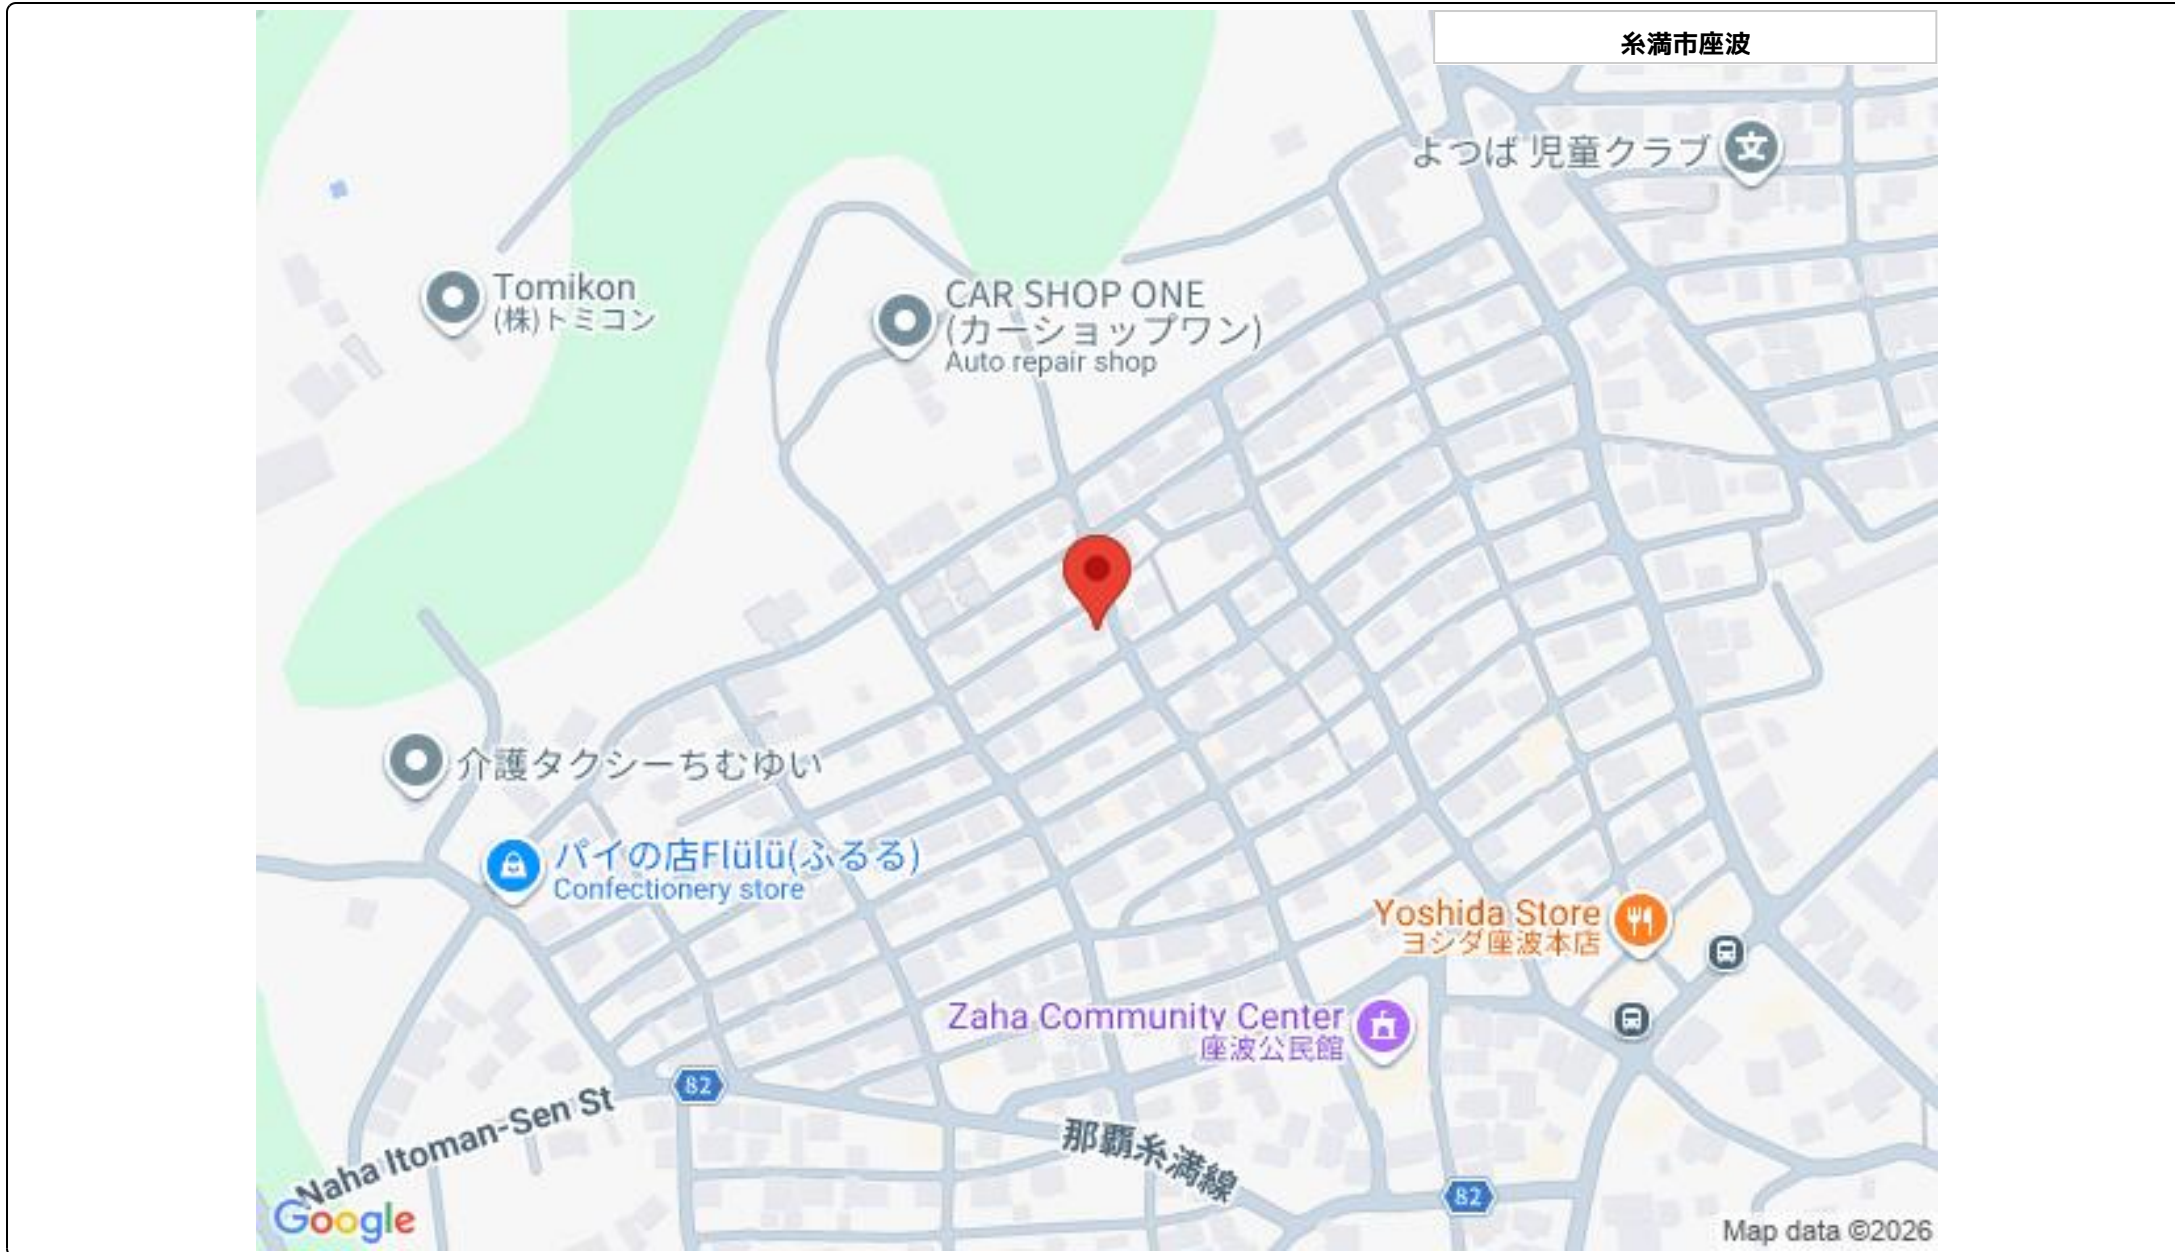 糸満市座波
よつば 児童クラブ
Tomikon
(株)トミコン
CAR SHOP ONE
(カーショップワン)
Auto repair shop
介護タクシーちむゆい
パイの店Flülü(ふるる)
Confectionery store
Yoshida Store
ヨシダ座波本店
Zaha Community Center
座波公民館
82
Naha Itoman-Sen St
那覇糸満線
82
Google
Map data ©2026